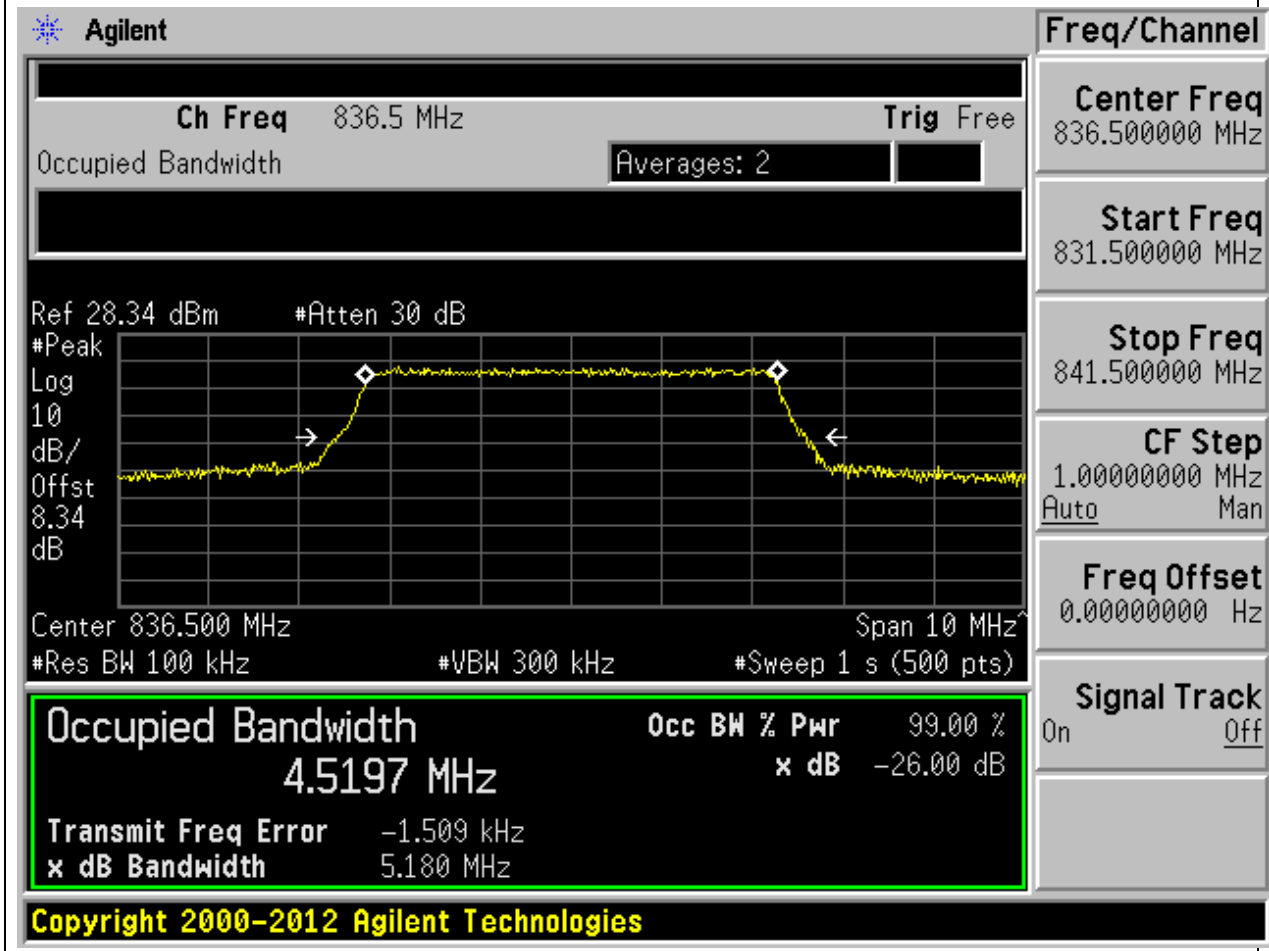 Agilent
Freq/Channel
Ch Freq 836.5 MHz Trig Free
Occupied Bandwidth Averages: 2
Center Freq
836.500000 MHz
Start Freq
831.500000 MHz
Stop Freq
841.500000 MHz
CF Step
1.00000000 MHz
Auto Man
Freq Offset
0.00000000 Hz
Signal Track
On Off
Ref 28.34 dBm #Atten 30 dB
#Peak
Log
10
dB/
Offst
8.34
dB
Center 836.500 MHz Span 10 MHz^
#Res BW 100 kHz #VBW 300 kHz #Sweep 1 s (500 pts)
Occupied Bandwidth Occ BW % Pwr 99.00 %
4.5197 MHz x dB -26.00 dB
Transmit Freq Error -1.509 kHz
x dB Bandwidth 5.180 MHz
Copyright 2000-2012 Agilent Technologies